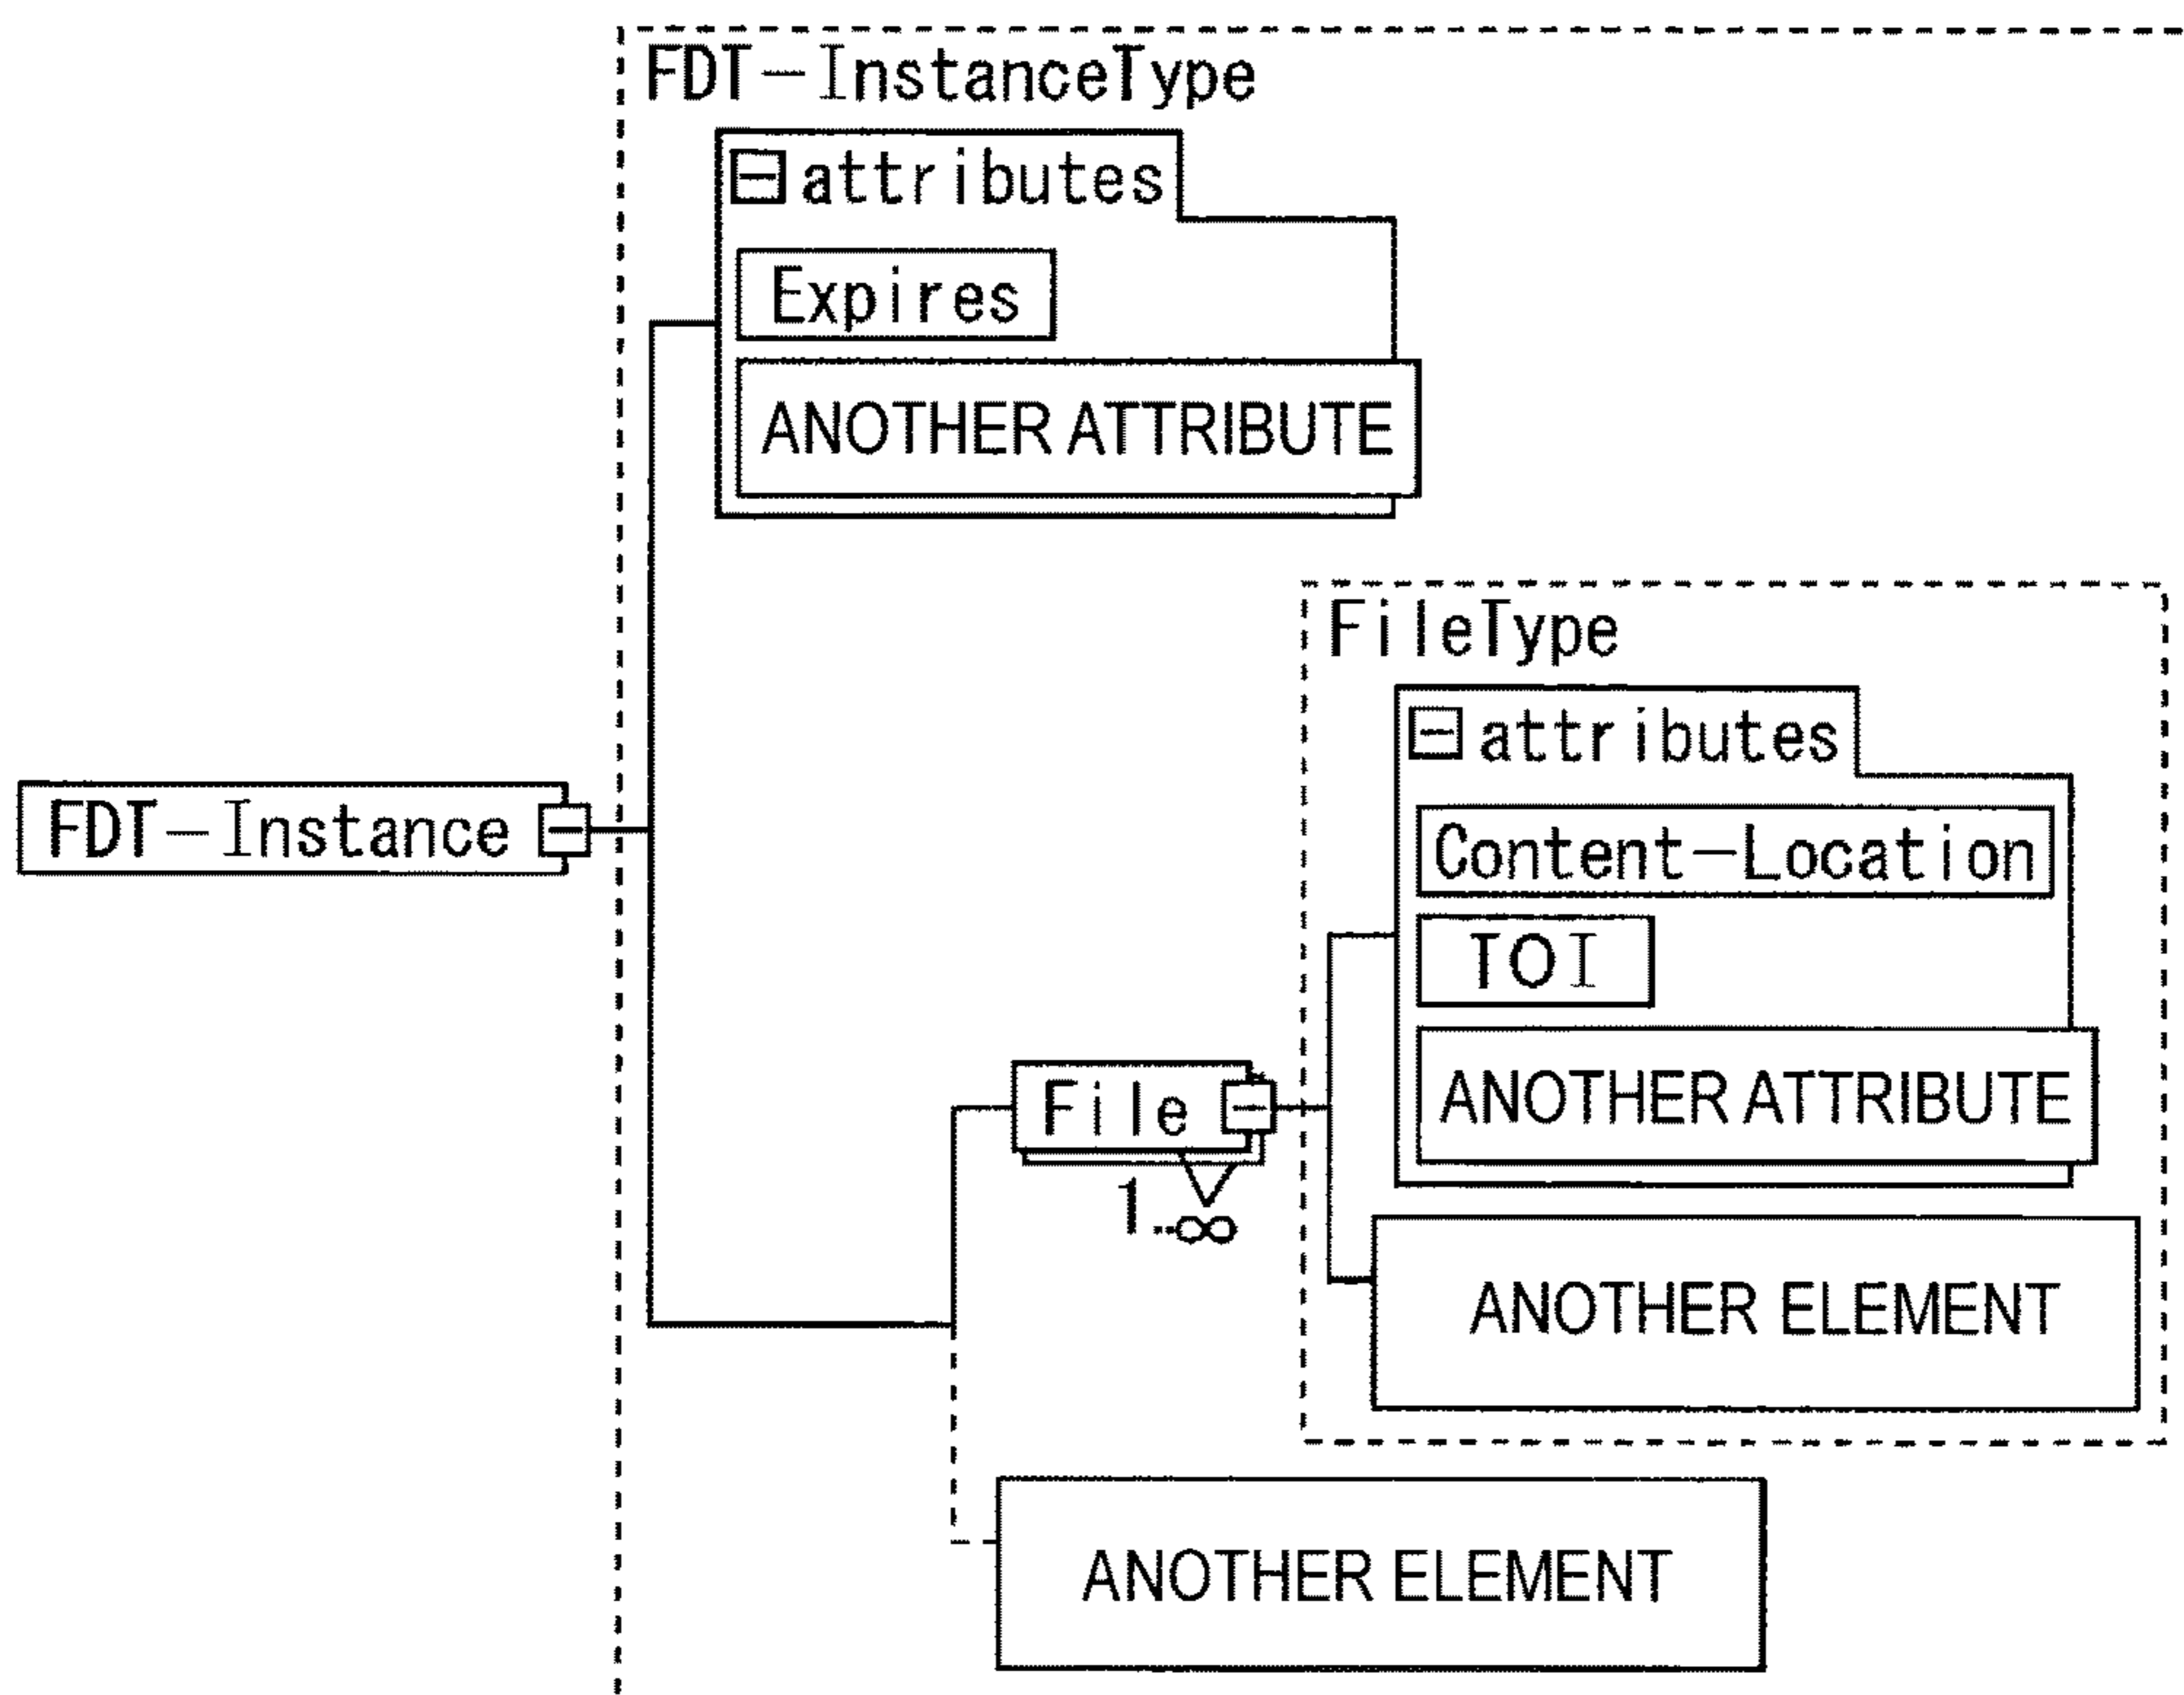 FDT-InstanceType
attributes
Expires
ANOTHER ATTRIBUTE
FileType
attributes
FDT-Instance
Content-Location
TOI
File
ANOTHER ATTRIBUTE
1..∞
ANOTHER ELEMENT
ANOTHER ELEMENT